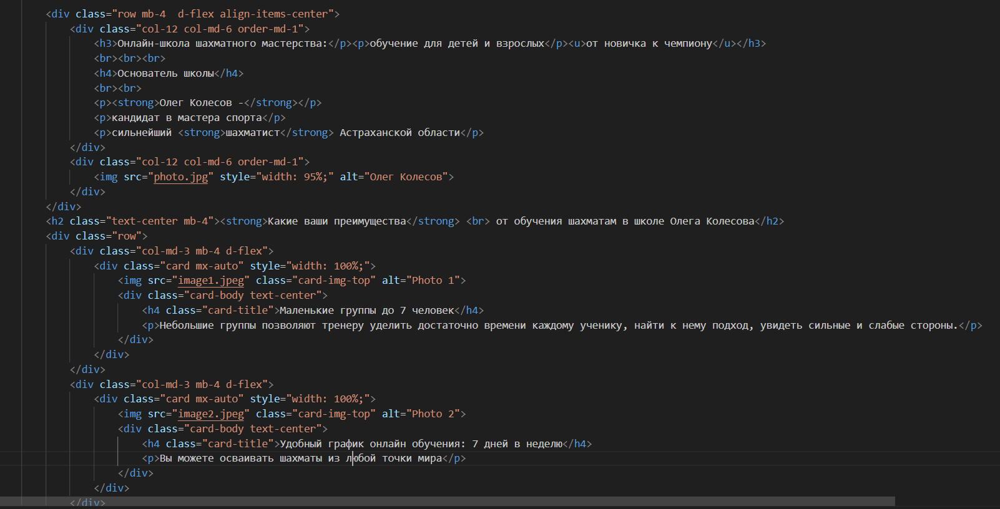 <div class="row mb-4  d-flex align-items-center">
<div class="col-12 col-md-6 order-md-1">
<h3>Онлайн-школа шахматного мастерства:</p><p>обучение для детей и взрослых</p><u>от новичка к чемпиону</u></h3>
<br><br><br>
<h4>Основатель школы</h4>
<br><br>
<p><strong>Олег Колесов -</strong></p>
<p>кандидат в мастера спорта</p>
<p>сильнейший <strong>шахматист</strong> Астраханской области</p>
</div>
<div class="col-12 col-md-6 order-md-1">
<img src="photo.jpg" style="width: 95%;" alt="Олег Колесов">
</div>
</div>
<h2 class="text-center mb-4"><strong>Какие ваши преимущества</strong> <br> от обучения шахматам в школе Олега Колесова</h2>
<div class="row">
<div class="col-md-3 mb-4 d-flex">
<div class="card mx-auto" style="width: 100%;">
<img src="image1.jpeg" class="card-img-top" alt="Photo 1">
<div class="card-body text-center">
<h4 class="card-title">Маленькие группы до 7 человек</h4>
<p>Небольшие группы позволяют тренеру уделить достаточно времени каждому ученику, найти к нему подход, увидеть сильные и слабые стороны.</p>
</div>
</div>
</div>
<div class="col-md-3 mb-4 d-flex">
<div class="card mx-auto" style="width: 100%;">
<img src="image2.jpeg" class="card-img-top" alt="Photo 2">
<div class="card-body text-center">
<h4 class="card-title">Удобный график онлайн обучения: 7 дней в неделю</h4>
<p>Вы можете осваивать шахматы из любой точки мира</p>
</div>
</div>
</div>